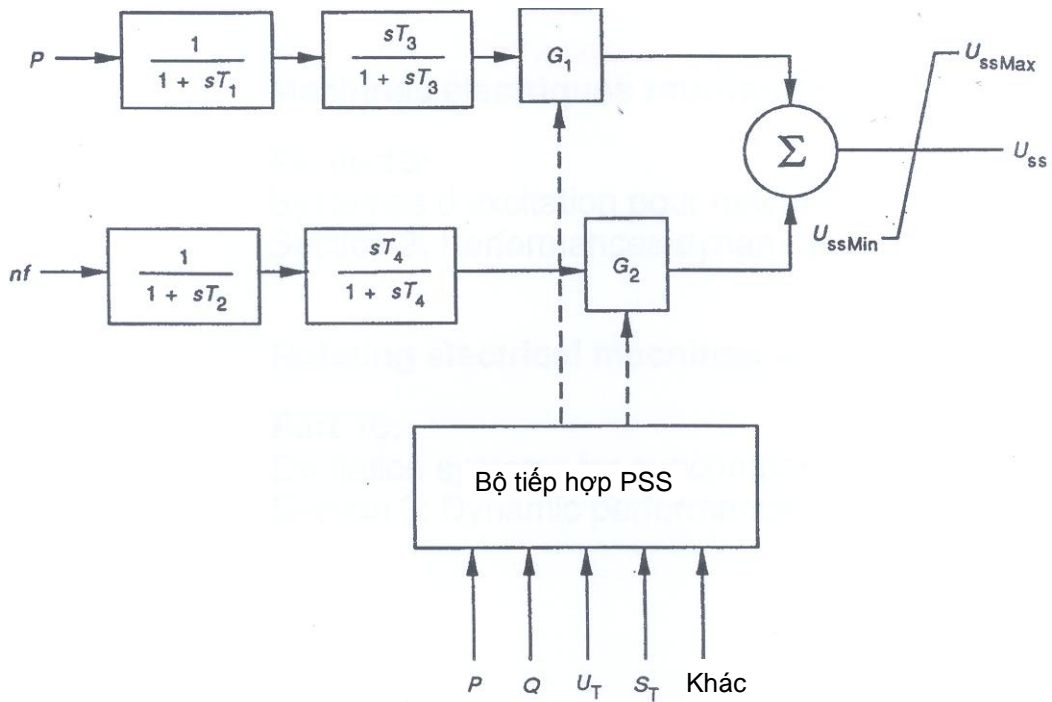 P
1
1 + sT1
sT3
1 + sT3
G1
UssMax
Σ
Uss
UssMin
nf
1
1 + sT2
sT4
1 + sT4
G2
Bộ tiếp hợp PSS
P Q UT ST Khác